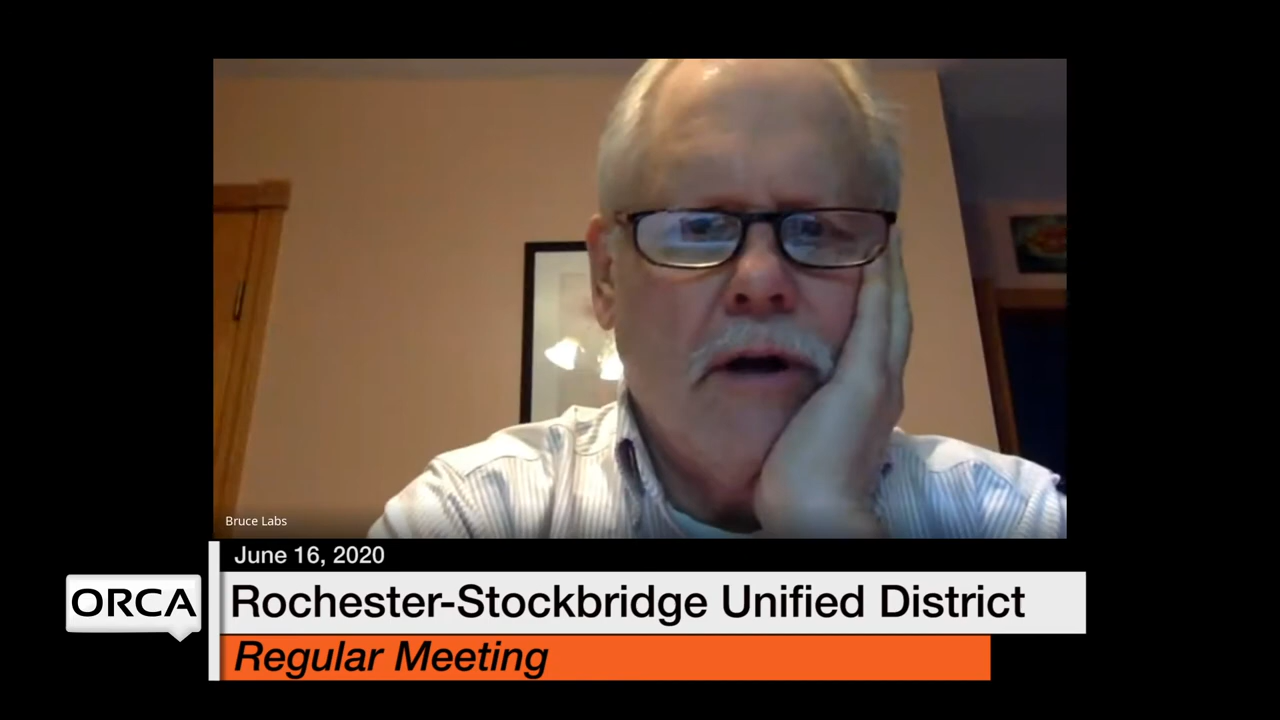 Bruce Labs
June 16, 2020
ORCA
Rochester-Stockbridge Unified District
Regular Meeting